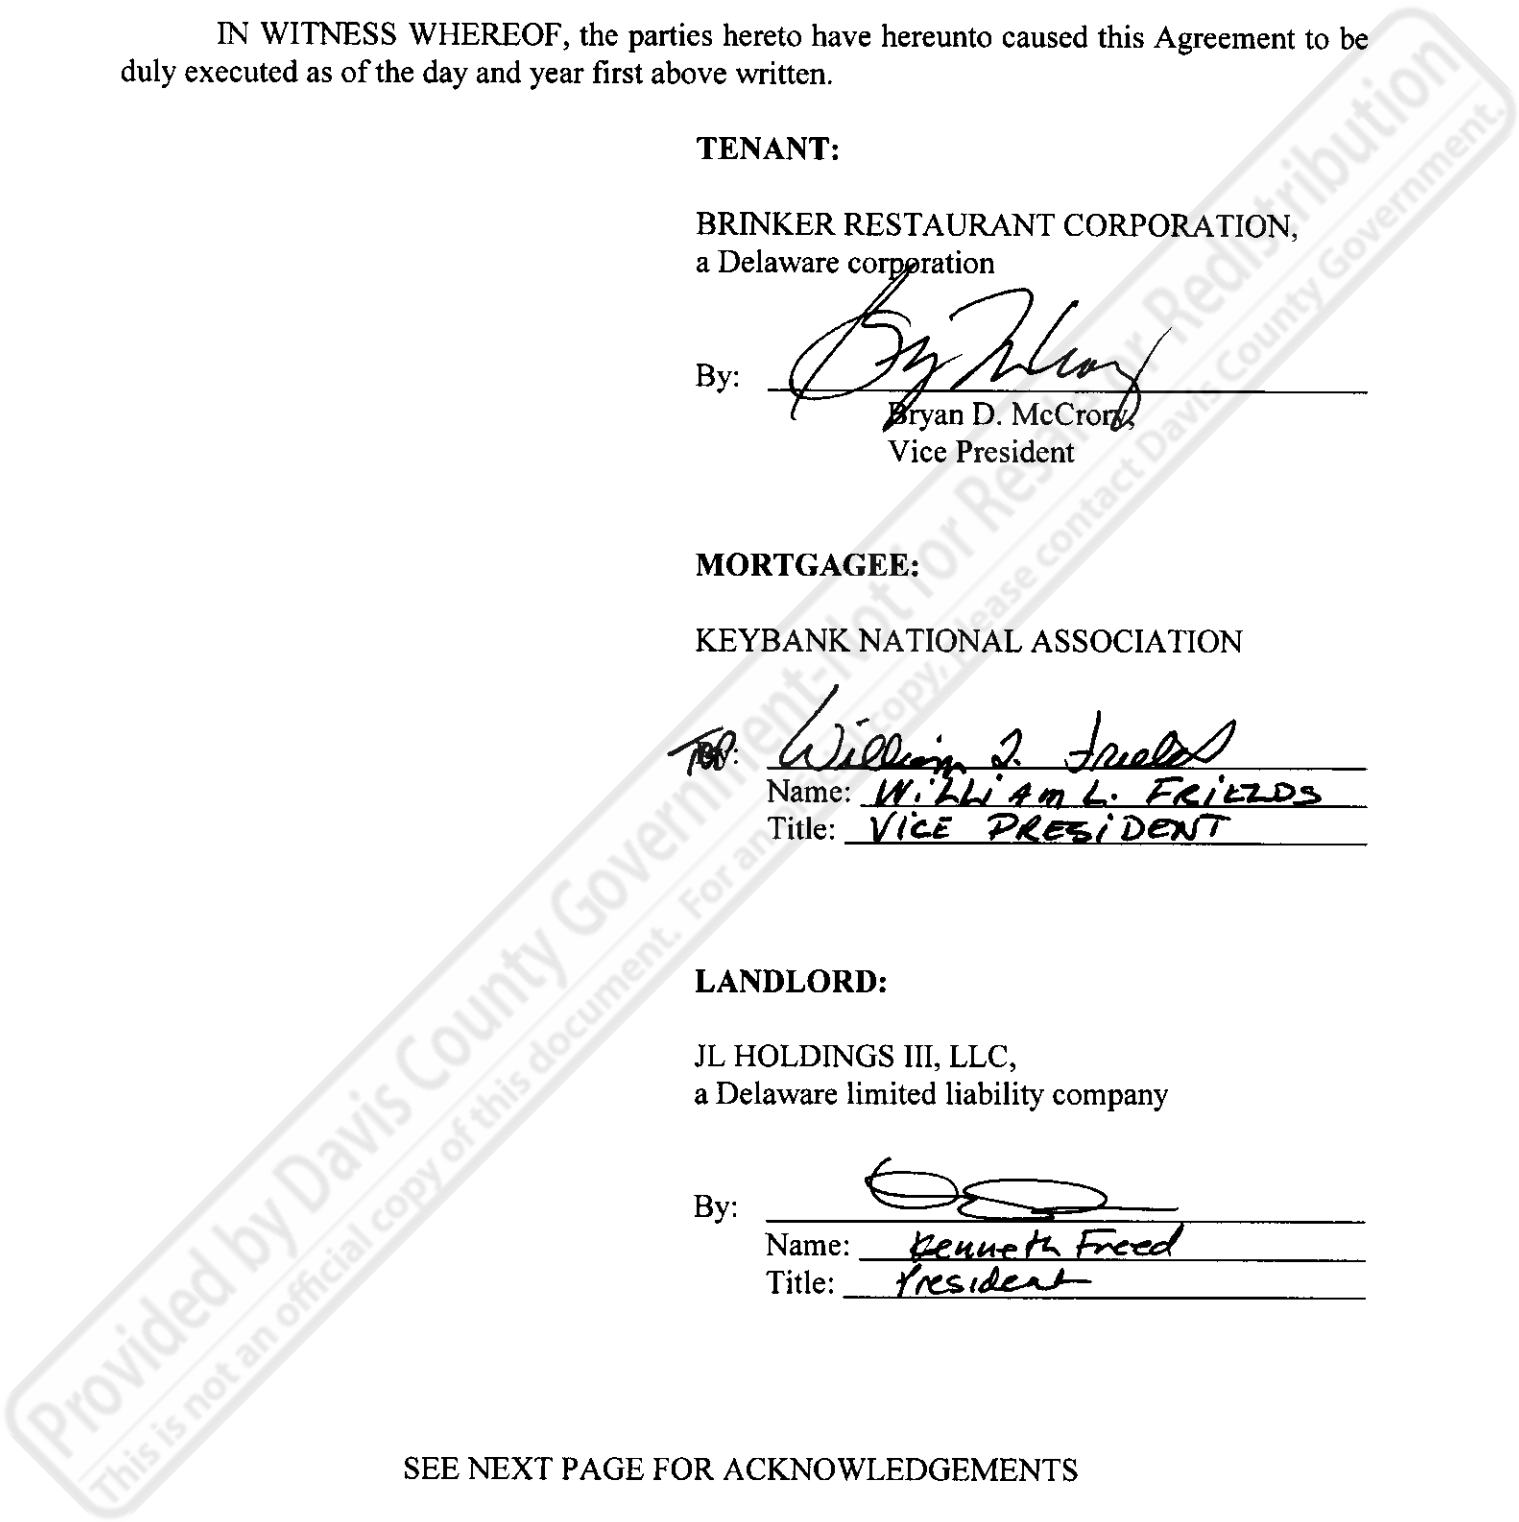 IN WITNESS WHEREOF, the parties hereto have hereunto caused this Agreement to be
duly executed as of the day and year first above written.
TENANT:
BRINKER RESTAURANT CORPORATION,
a Delaware corporation
By:
Bryan D. McCrory,
Vice President
MORTGAGEE:
KEYBANK NATIONAL ASSOCIATION
By: William L. Frields
Name: WILLIAM L. FRIELDS
Title: VICE PRESIDENT
LANDLORD:
JL HOLDINGS III, LLC,
a Delaware limited liability company
By:
Name: Kenneth Freed
Title: President
SEE NEXT PAGE FOR ACKNOWLEDGEMENTS
Provided by Davis County Government-Not for Resale or Redistribution
This is not an official copy of this document. For an official copy, Please contact Davis County Government.